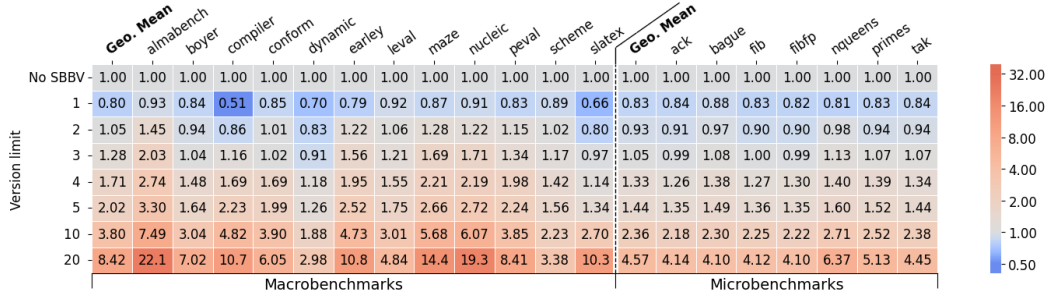 Geo. Mean almabench boyer compiler conform dynamic earley leval maze nucleic peval scheme slatex Geo. Mean ack bague fib fibfp nqueens primes tak
No SBBV 1.00 1.00 1.00 1.00 1.00 1.00 1.00 1.00 1.00 1.00 1.00 1.00 1.00 1.00 1.00 1.00 1.00 1.00 1.00 1.00 1.00
1 0.80 0.93 0.84 0.51 0.85 0.70 0.79 0.92 0.87 0.91 0.83 0.89 0.66 0.83 0.84 0.88 0.83 0.82 0.81 0.83 0.84
2 1.05 1.45 0.94 0.86 1.01 0.83 1.22 1.06 1.28 1.22 1.15 1.02 0.80 0.93 0.91 0.97 0.90 0.90 0.98 0.94 0.94
3 1.28 2.03 1.04 1.16 1.02 0.91 1.56 1.21 1.69 1.71 1.34 1.17 0.97 1.05 0.99 1.08 1.00 0.99 1.13 1.07 1.07
4 1.71 2.74 1.48 1.69 1.69 1.18 1.95 1.55 2.21 2.19 1.98 1.42 1.14 1.33 1.26 1.38 1.27 1.30 1.40 1.39 1.34
5 2.02 3.30 1.64 2.23 1.99 1.26 2.52 1.75 2.66 2.72 2.24 1.56 1.34 1.44 1.35 1.49 1.36 1.35 1.60 1.52 1.44
10 3.80 7.49 3.04 4.82 3.90 1.88 4.73 3.01 5.68 6.07 3.85 2.23 2.70 2.36 2.18 2.30 2.25 2.22 2.71 2.52 2.38
20 8.42 22.1 7.02 10.7 6.05 2.98 10.8 4.84 14.4 19.3 8.41 3.38 10.3 4.57 4.14 4.10 4.12 4.10 6.37 5.13 4.45
Version limit
Macrobenchmarks Microbenchmarks
32.00
16.00
8.00
4.00
2.00
1.00
0.50